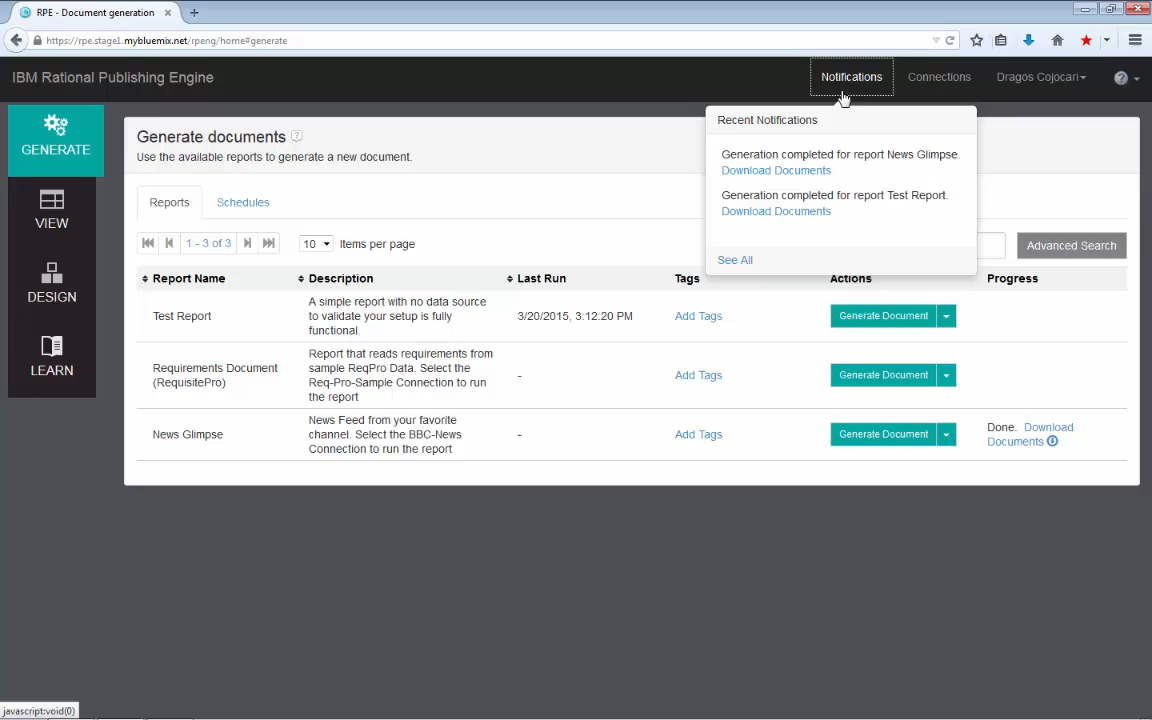 RPE - Document generation
https://rpe.stage1.mybluemix.net/rpeng/home#generate
IBM Rational Publishing Engine
Notifications
Connections
Dragos Cojocari
GENERATE
VIEW
DESIGN
LEARN
Generate documents
Use the available reports to generate a new document.
Recent Notifications
Generation completed for report News Glimpse.
Download Documents
Generation completed for report Test Report.
Download Documents
See All
Reports
Schedules
1 - 3 of 3
10
Items per page
Advanced Search
Report Name
Description
Last Run
Tags
Actions
Progress
Test Report
A simple report with no data source
to validate your setup is fully
functional.
3/20/2015, 3:12:20 PM
Add Tags
Generate Document
Requirements Document
(RequisitePro)
Report that reads requirements from
sample ReqPro Data. Select the
Req-Pro-Sample Connection to run
the report
-
Add Tags
Generate Document
News Glimpse
News Feed from your favorite
channel. Select the BBC-News
Connection to run the report
-
Add Tags
Generate Document
Done. Download
Documents
javascript:void(0)